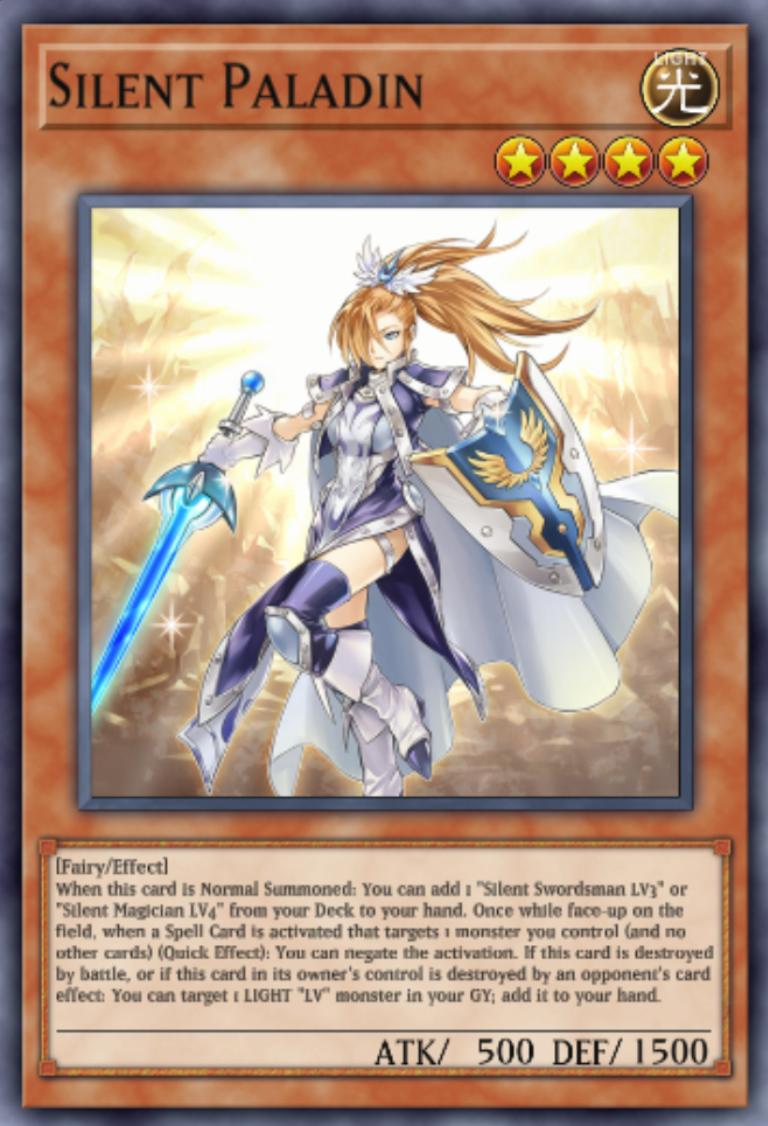 Silent Paladin
LIGHT
光
[Fairy/Effect]
When this card is Normal Summoned: You can add 1 "Silent Swordsman LV3" or
"Silent Magician LV4" from your Deck to your hand. Once while face-up on the
field, when a Spell Card is activated that targets 1 monster you control (and no
other cards) (Quick Effect): You can negate the activation. If this card is destroyed
by battle, or if this card in its owner's control is destroyed by an opponent's card
effect: You can target 1 LIGHT "LV" monster in your GY; add it to your hand.
ATK/ 500 DEF/ 1500